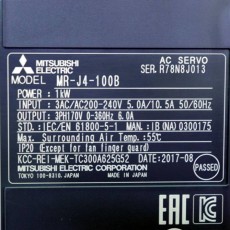 MITSUBISHI ELECTRIC
AC SERVO
SER. R78N8J013
MODEL MR-J4-100B
POWER : 1kW
INPUT : 3AC/AC200-240V 5.0A/10.5A 50/60Hz
OUTPUT : 3PH170V 0-360Hz 6.0A
STD.: IEC/EN 61800-5-1 MAN.: IB (NA) 0300175
Max. Surrounding Air Temp.:55℃
IP20 (Except for fan finger guard)
KCC-REI-MEK-TC300A625G52 DATE : 2017-08
MITSUBISHI ELECTRIC CORPORATION
TOKYO 100-8310, JAPAN MADE IN JAPAN
PASSED
EAC